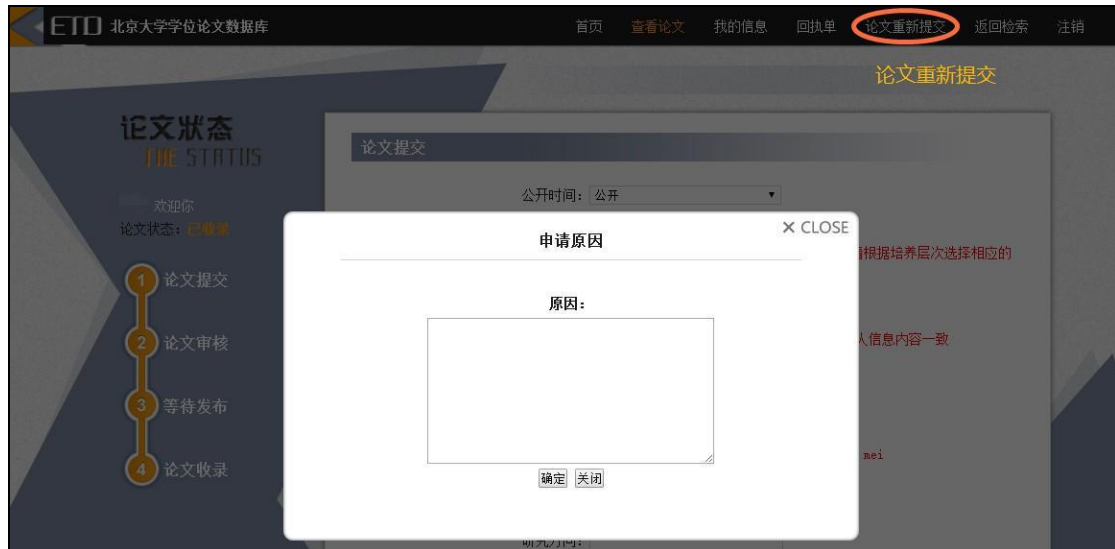 ETD 北京大学学位论文数据库 首页 查看论文 我的信息 回执单 论文重新提交 返回检索 注销
论文重新提交
论文状态
THE STATUS
欢迎你
论文状态：已收录
1 论文提交
2 论文审核
3 等待发布
4 论文收录
论文提交
公开时间：公开
根据培养层次选择相应的
人信息内容一致
mei
研究方向：
× CLOSE
申请原因
原因：
确定 关闭